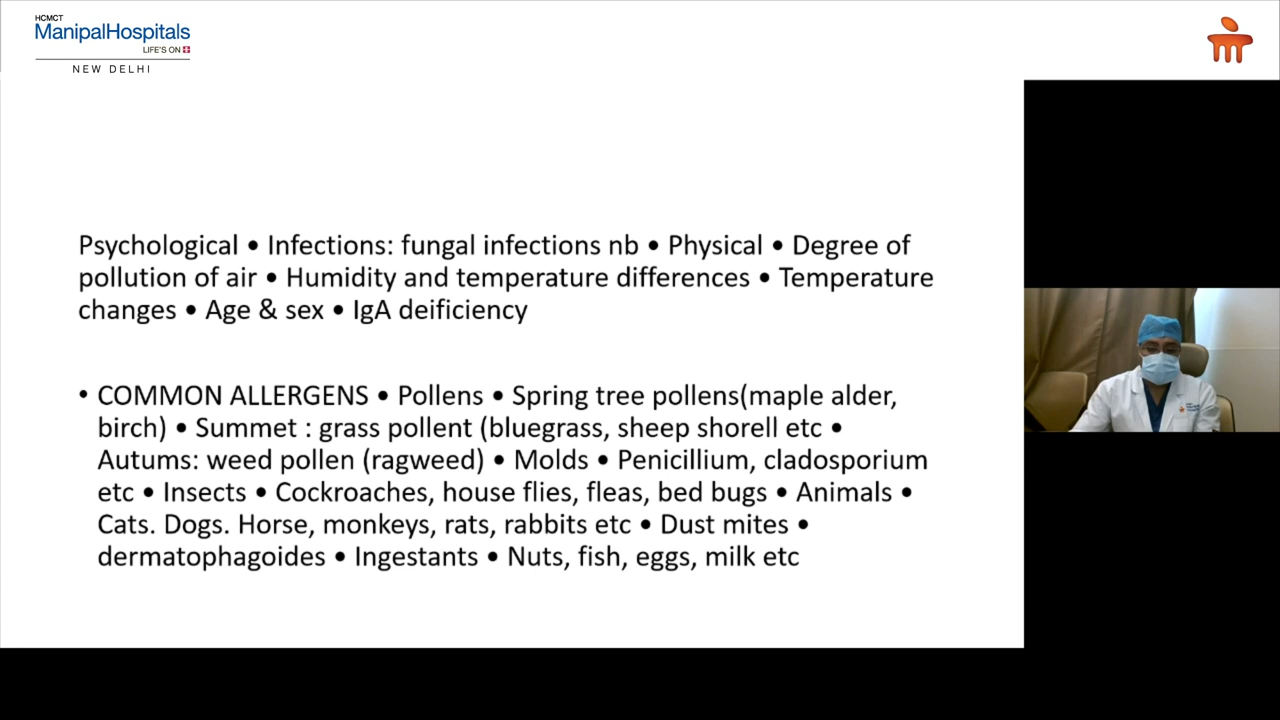 HCMCT
ManipalHospitals
LIFE'S ON
NEW DELHI
Psychological • Infections: fungal infections nb • Physical • Degree of
pollution of air • Humidity and temperature differences • Temperature
changes • Age & sex • IgA deificiency
• COMMON ALLERGENS • Pollens • Spring tree pollens(maple alder,
birch) • Summet : grass pollent (bluegrass, sheep shorell etc •
Autums: weed pollen (ragweed) • Molds • Penicillium, cladosporium
etc • Insects • Cockroaches, house flies, fleas, bed bugs • Animals •
Cats. Dogs. Horse, monkeys, rats, rabbits etc • Dust mites •
dermatophagoides • Ingestants • Nuts, fish, eggs, milk etc